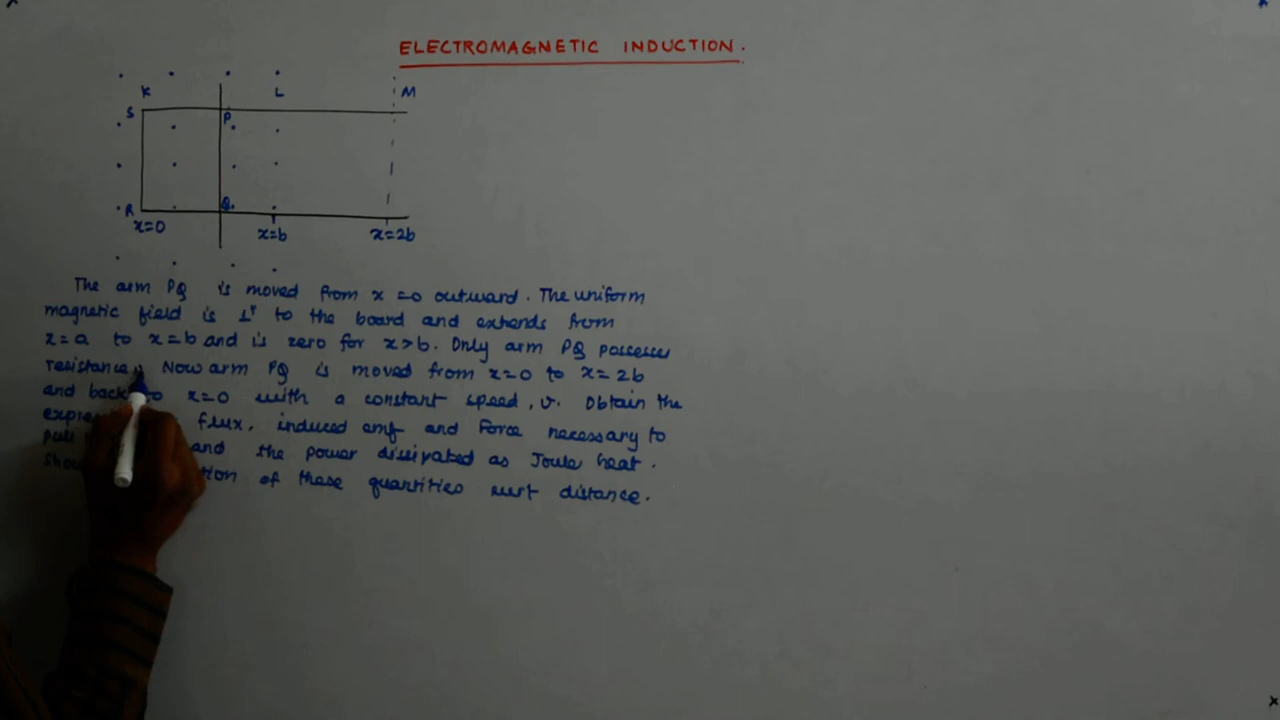 ELECTROMAGNETIC INDUCTION.
K L M
S P
R Q
x=0 x=b x=2b
The arm PQ is moved from x=0 outward. The uniform
magnetic field is ⊥r to the board and extends from
x=a to x=b and is zero for x>b. Only arm PQ possesses
resistance Now arm PQ is moved from x=0 to x=2b
and back to x=0 with a constant speed, v. Obtain the
flux, induced emf and Force necessary to
and the power dissipated as Joule heat.
of these quantities wrt distance.